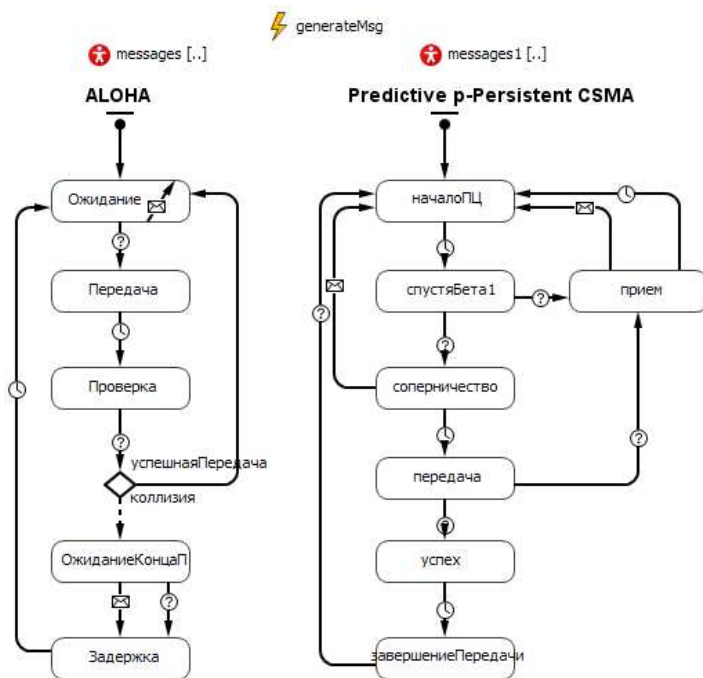 generateMsg
messages [..]
messages1 [..]
ALOHA
Predictive p-Persistent CSMA
Ожидание
началоПЦ
Передача
спустяБета1
прием
Проверка
соперничество
успешнаяПередача
передача
коллизия
ОжиданиеКонцаП
успех
Задержка
завершениеПередачи